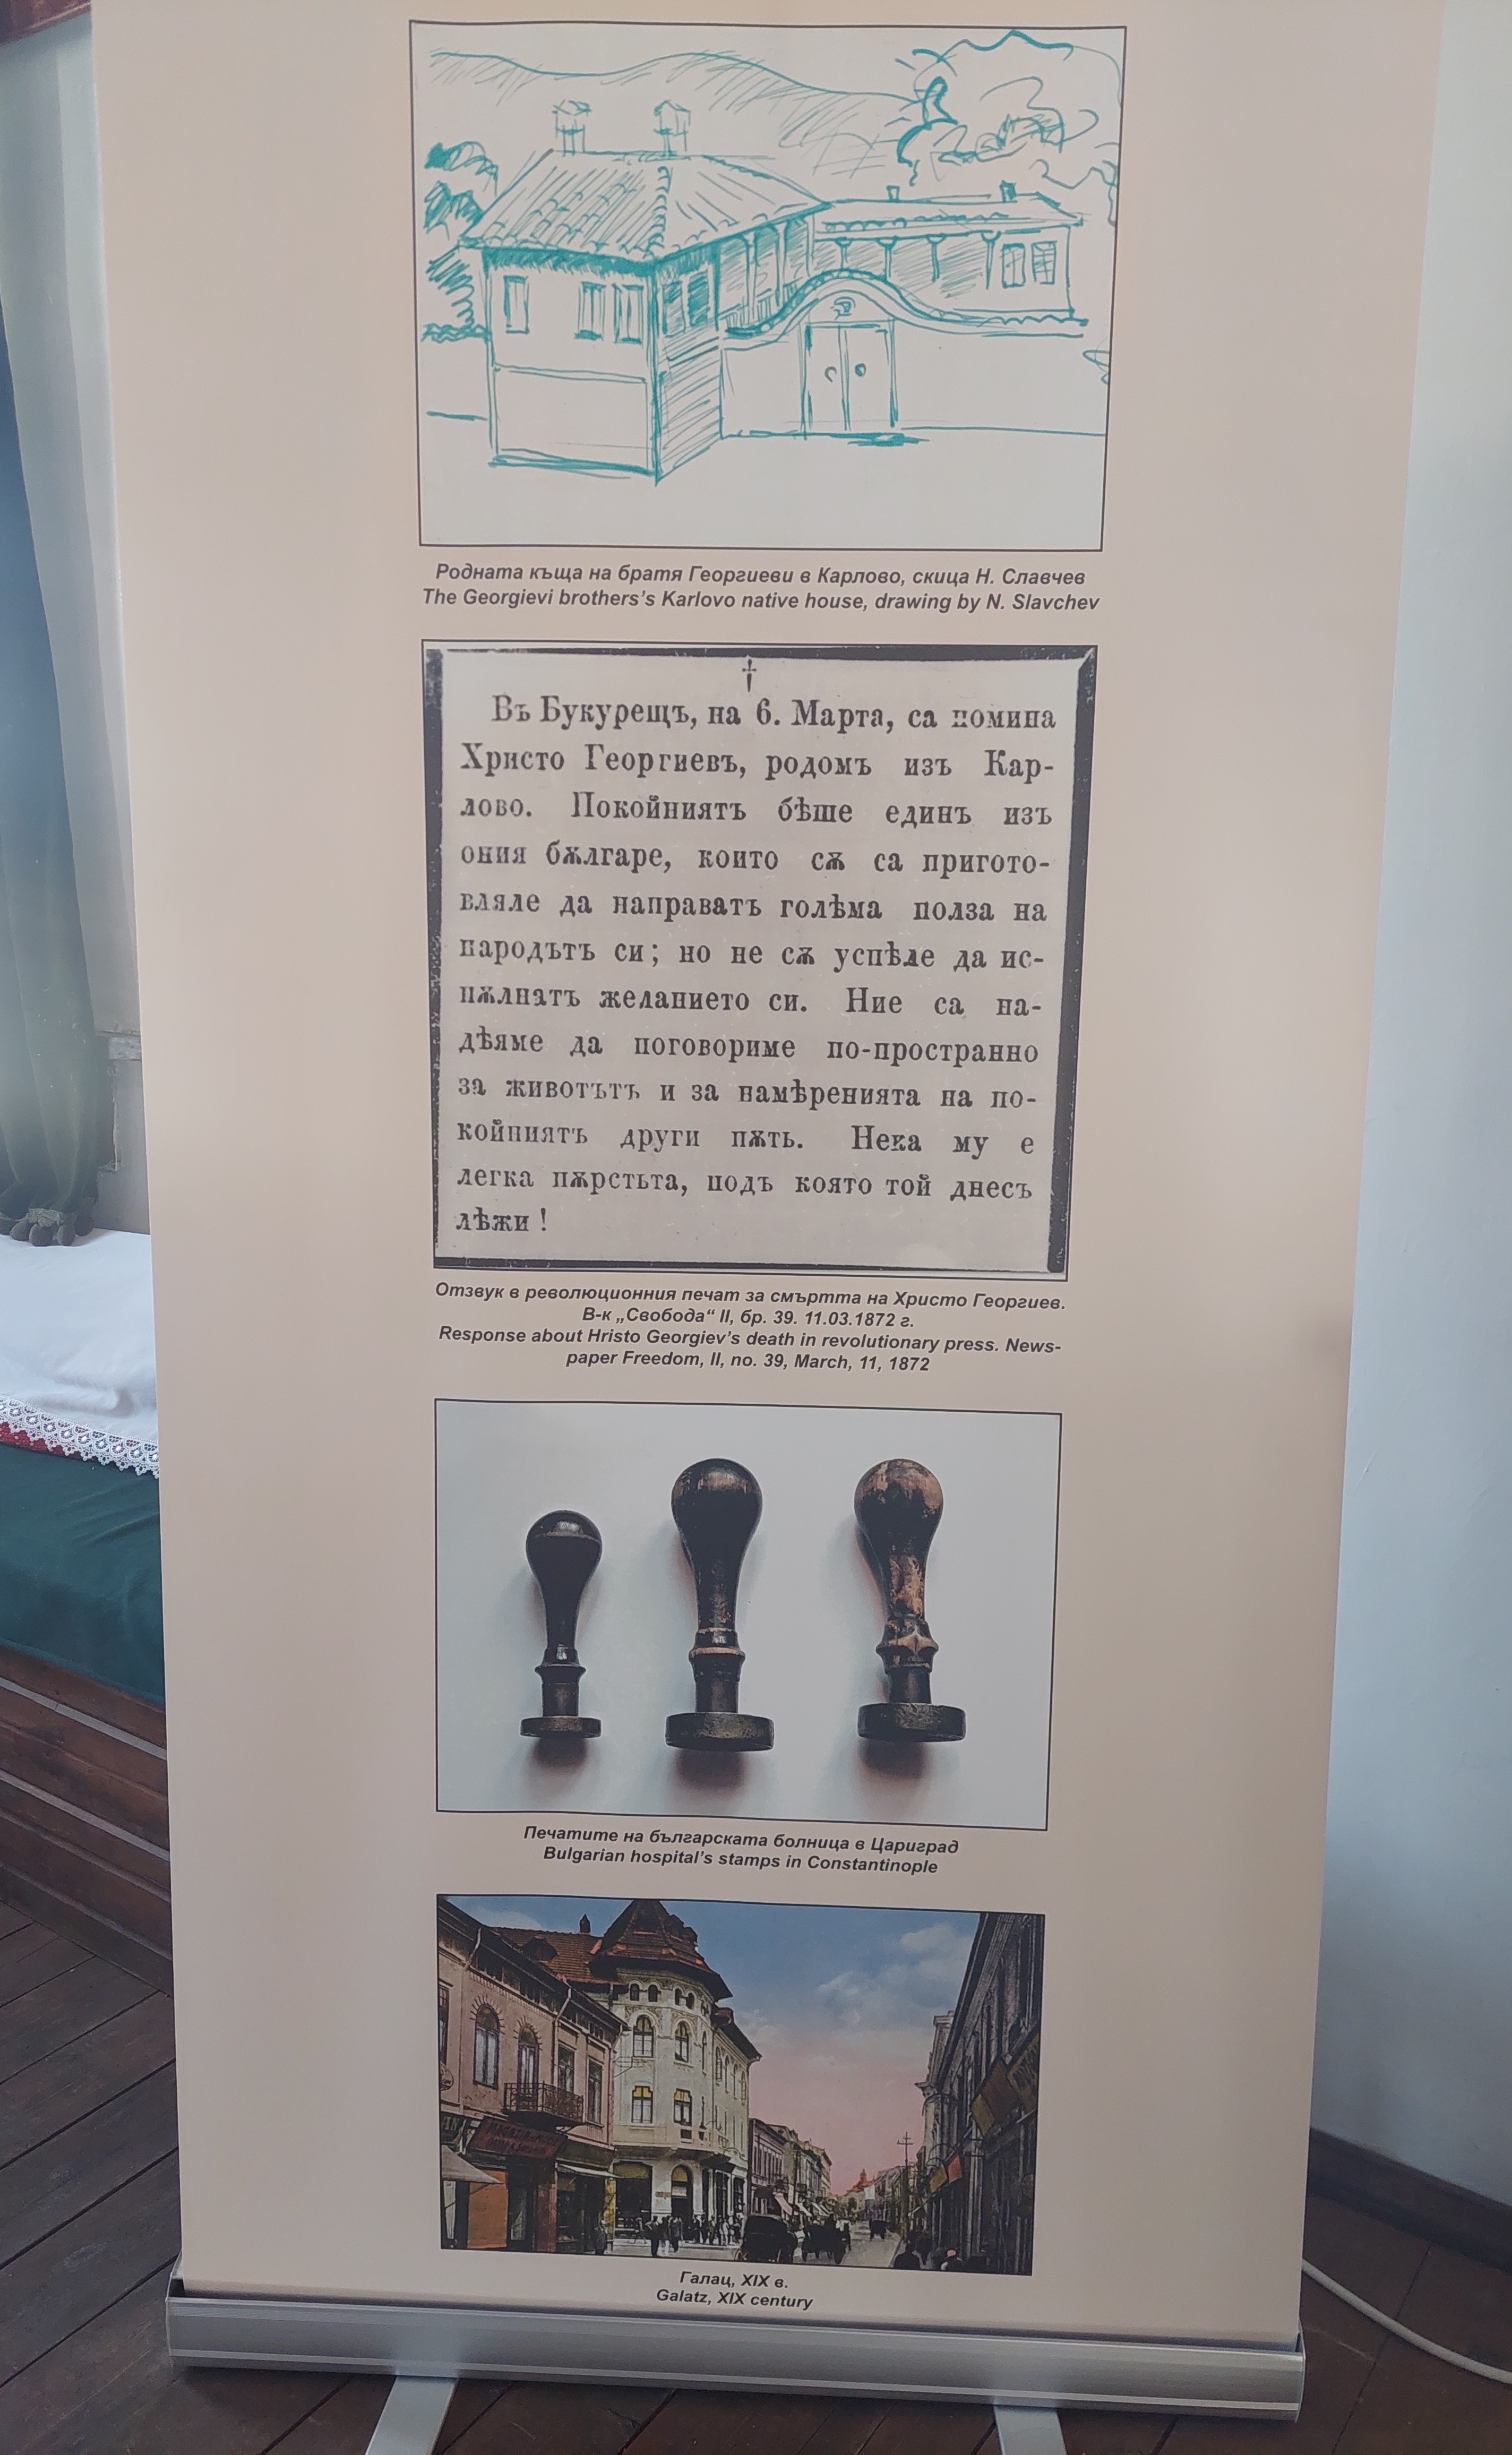 Родната къща на братя Георгиеви в Карлово, скица Н. Славчев
The Georgievi brothers's Karlovo native house, drawing by N. Slavchev
†
Въ Букурещъ, на 6. Марта, са помина
Христо Георгиевъ, родомъ изъ Кар-
лово. Покойниятъ бѣше единъ изъ
ония бѫлгаре, които сѫ са пригото-
вляле да направатъ голѣма полза на
народътъ си; но не сѫ успѣле да ис-
пѫлнатъ желанието си. Ние са на-
дѣяме да поговориме по-пространно
за животътъ и за намѣренията на по-
койниятъ други пѫть. Нека му е
легка пѫрстьта, подъ която той днесъ
лѣжи!
Отзвук в революционния печат за смъртта на Христо Георгиев.
В-к „Свобода“ II, бр. 39. 11.03.1872 г.
Response about Hristo Georgiev's death in revolutionary press. News-
paper Freedom, II, no. 39, March, 11, 1872
Печатите на българската болница в Цариград
Bulgarian hospital's stamps in Constantinople
Галац, XIX в.
Galatz, XIX century